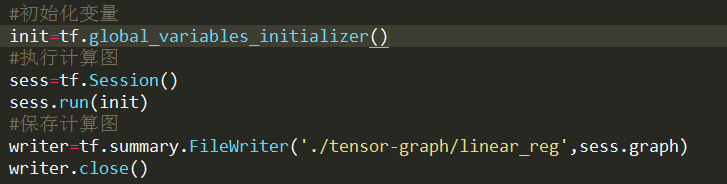 #初始化变量
init=tf.global_variables_initializer()
#执行计算图
sess=tf.Session()
sess.run(init)
#保存计算图
writer=tf.summary.FileWriter('./tensor-graph/linear_reg',sess.graph)
writer.close()